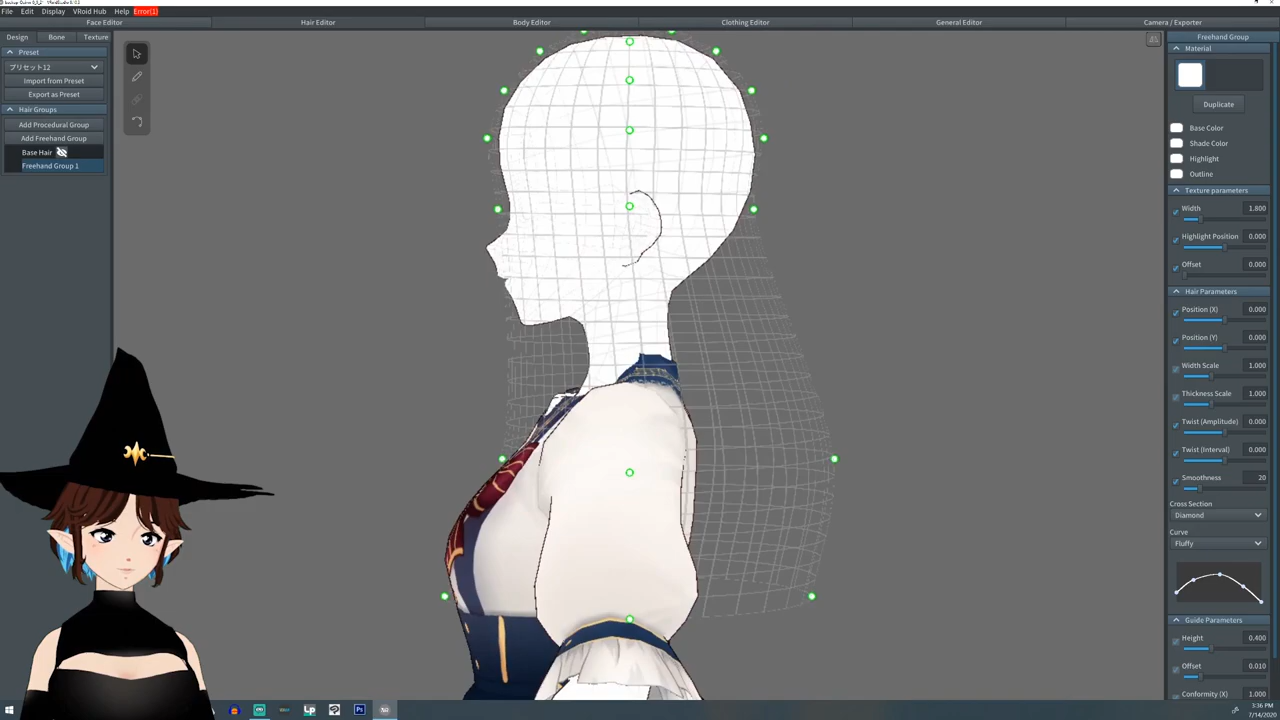 File Edit Display VRoid Hub Help Error(1)
Face Editor Hair Editor Body Editor Clothing Editor General Editor Camera / Exporter
Design Bone Texture
Preset
プリセット12
Import from Preset
Export as Preset
Hair Groups
Add Procedural Group
Add Freehand Group
Base Hair
Freehand Group 1
Freehand Group
Material
Duplicate
Base Color
Shade Color
Highlight
Outline
Texture parameters
Width 1.800
Highlight Position 0.000
Offset 0.000
Hair Parameters
Position (X) 0.000
Position (Y) 0.000
Width Scale 1.000
Thickness Scale 1.000
Twist (Amplitude) 0.000
Twist (Interval) 0.000
Smoothness 20
Cross Section
Diamond
Curve
Fluffy
Guide Parameters
Height 0.400
Offset 0.010
Conformity (X) 1.000
3:36 PM
7/14/2020